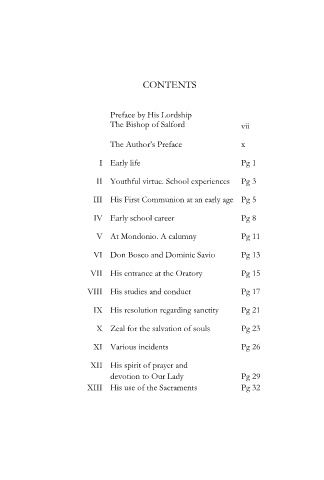 CONTENTS
Preface by His Lordship
The Bishop of Salford vii
The Author's Preface x
I Early life Pg 1
II Youthful virtue. School experiences Pg 3
III His First Communion at an early age Pg 5
IV Early school career Pg 8
V At Mondonio. A calumny Pg 11
VI Don Bosco and Dominic Savio Pg 13
VII His entrance at the Oratory Pg 15
VIII His studies and conduct Pg 17
IX His resolution regarding sanctity Pg 21
X Zeal for the salvation of souls Pg 23
XI Various incidents Pg 26
XII His spirit of prayer and
devotion to Our Lady Pg 29
XIII His use of the Sacraments Pg 32